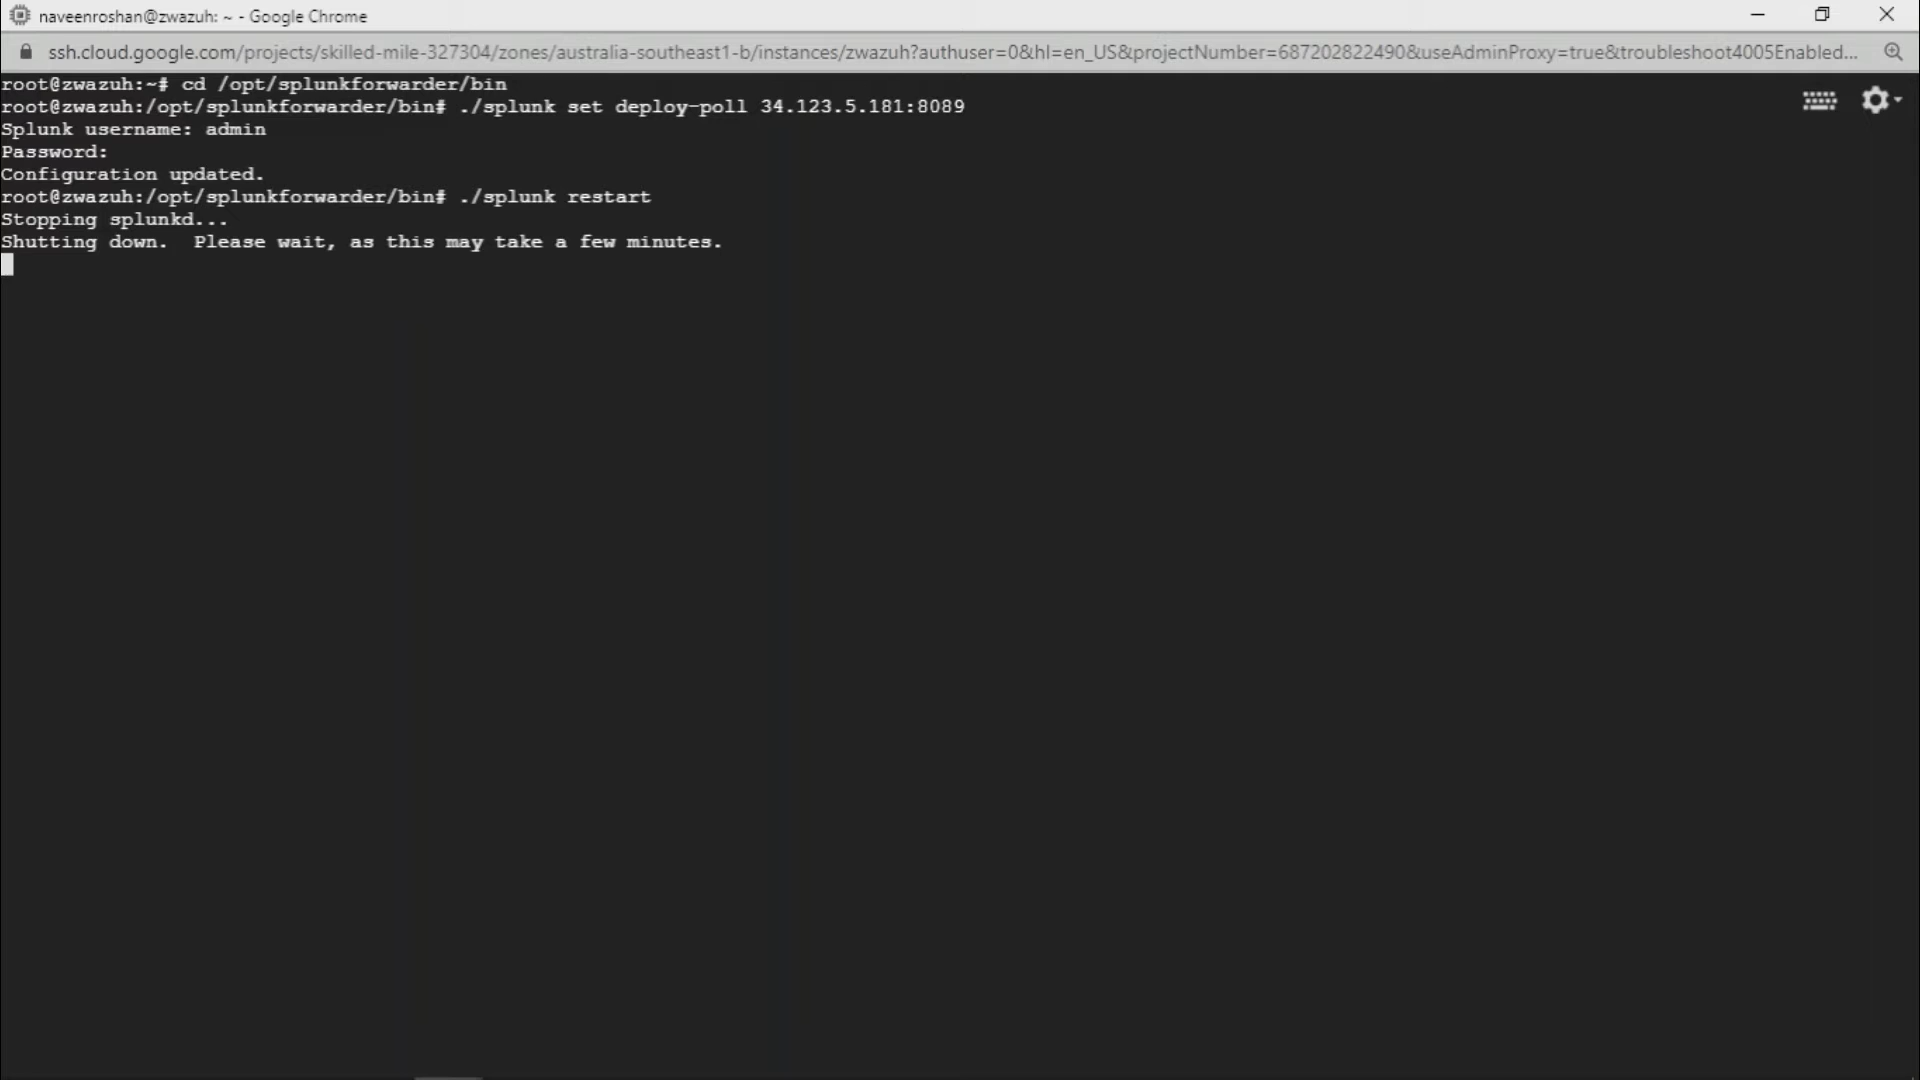 naveenroshan@zwazuh: ~ - Google Chrome
ssh.cloud.google.com/projects/skilled-mile-327304/zones/australia-southeast1-b/instances/zwazuh?authuser=0&hl=en_US&projectNumber=687202822490&useAdminProxy=true&troubleshoot4005Enabled...
root@zwazuh:~# cd /opt/splunkforwarder/bin
root@zwazuh:/opt/splunkforwarder/bin# ./splunk set deploy-poll 34.123.5.181:8089
Splunk username: admin
Password:
Configuration updated.
root@zwazuh:/opt/splunkforwarder/bin# ./splunk restart
Stopping splunkd...
Shutting down.  Please wait, as this may take a few minutes.